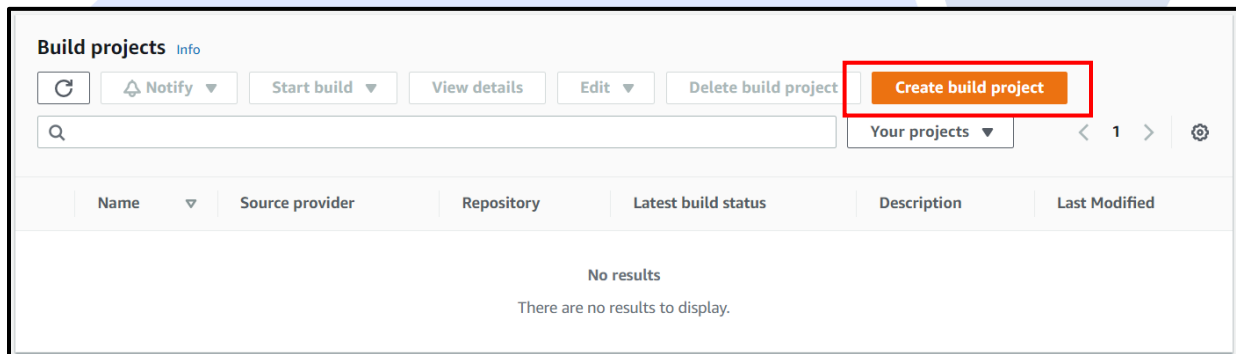 Build projects Info
Notify Start build View details Edit Delete build project Create build project
Your projects 1
Name Source provider Repository Latest build status Description Last Modified
No results
There are no results to display.